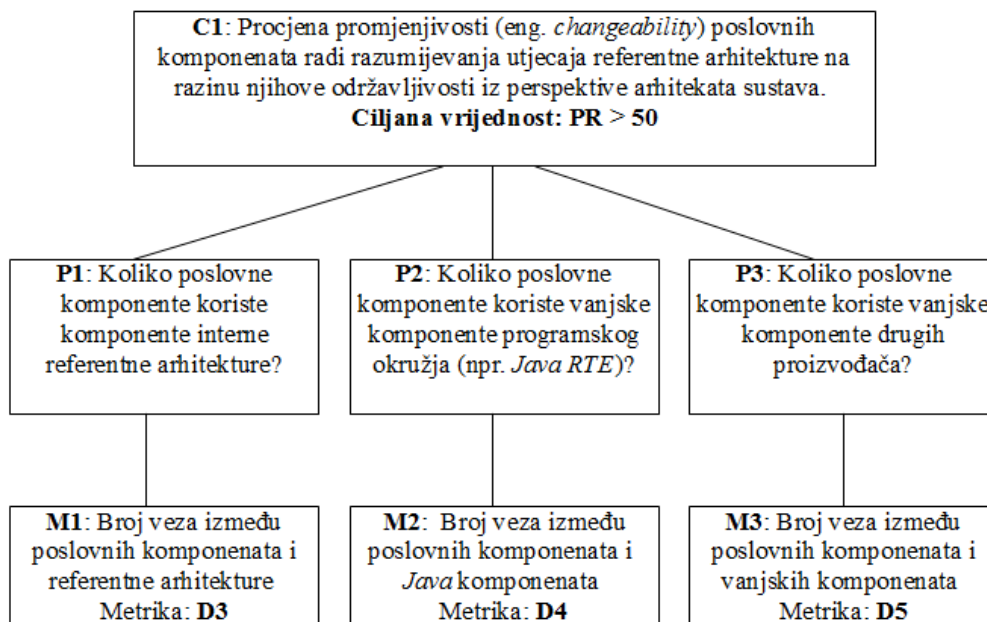 C1: Procjena promjenjivosti (eng. changeability) poslovnih
komponenata radi razumijevanja utjecaja referentne arhitekture na
razinu njihove održavljivosti iz perspektive arhitekata sustava.
Ciljana vrijednost: PR > 50
P1: Koliko poslovne
komponente koriste
komponente interne
referentne arhitekture?
P2: Koliko poslovne
komponente koriste vanjske
komponente programskog
okružja (npr. Java RTE)?
P3: Koliko poslovne
komponente koriste vanjske
komponente drugih
proizvođača?
M1: Broj veza između
poslovnih komponenata i
referentne arhitekture
Metrika: D3
M2: Broj veza između
poslovnih komponenata i
Java komponenata
Metrika: D4
M3: Broj veza između
poslovnih komponenata i
vanjskih komponenata
Metrika: D5